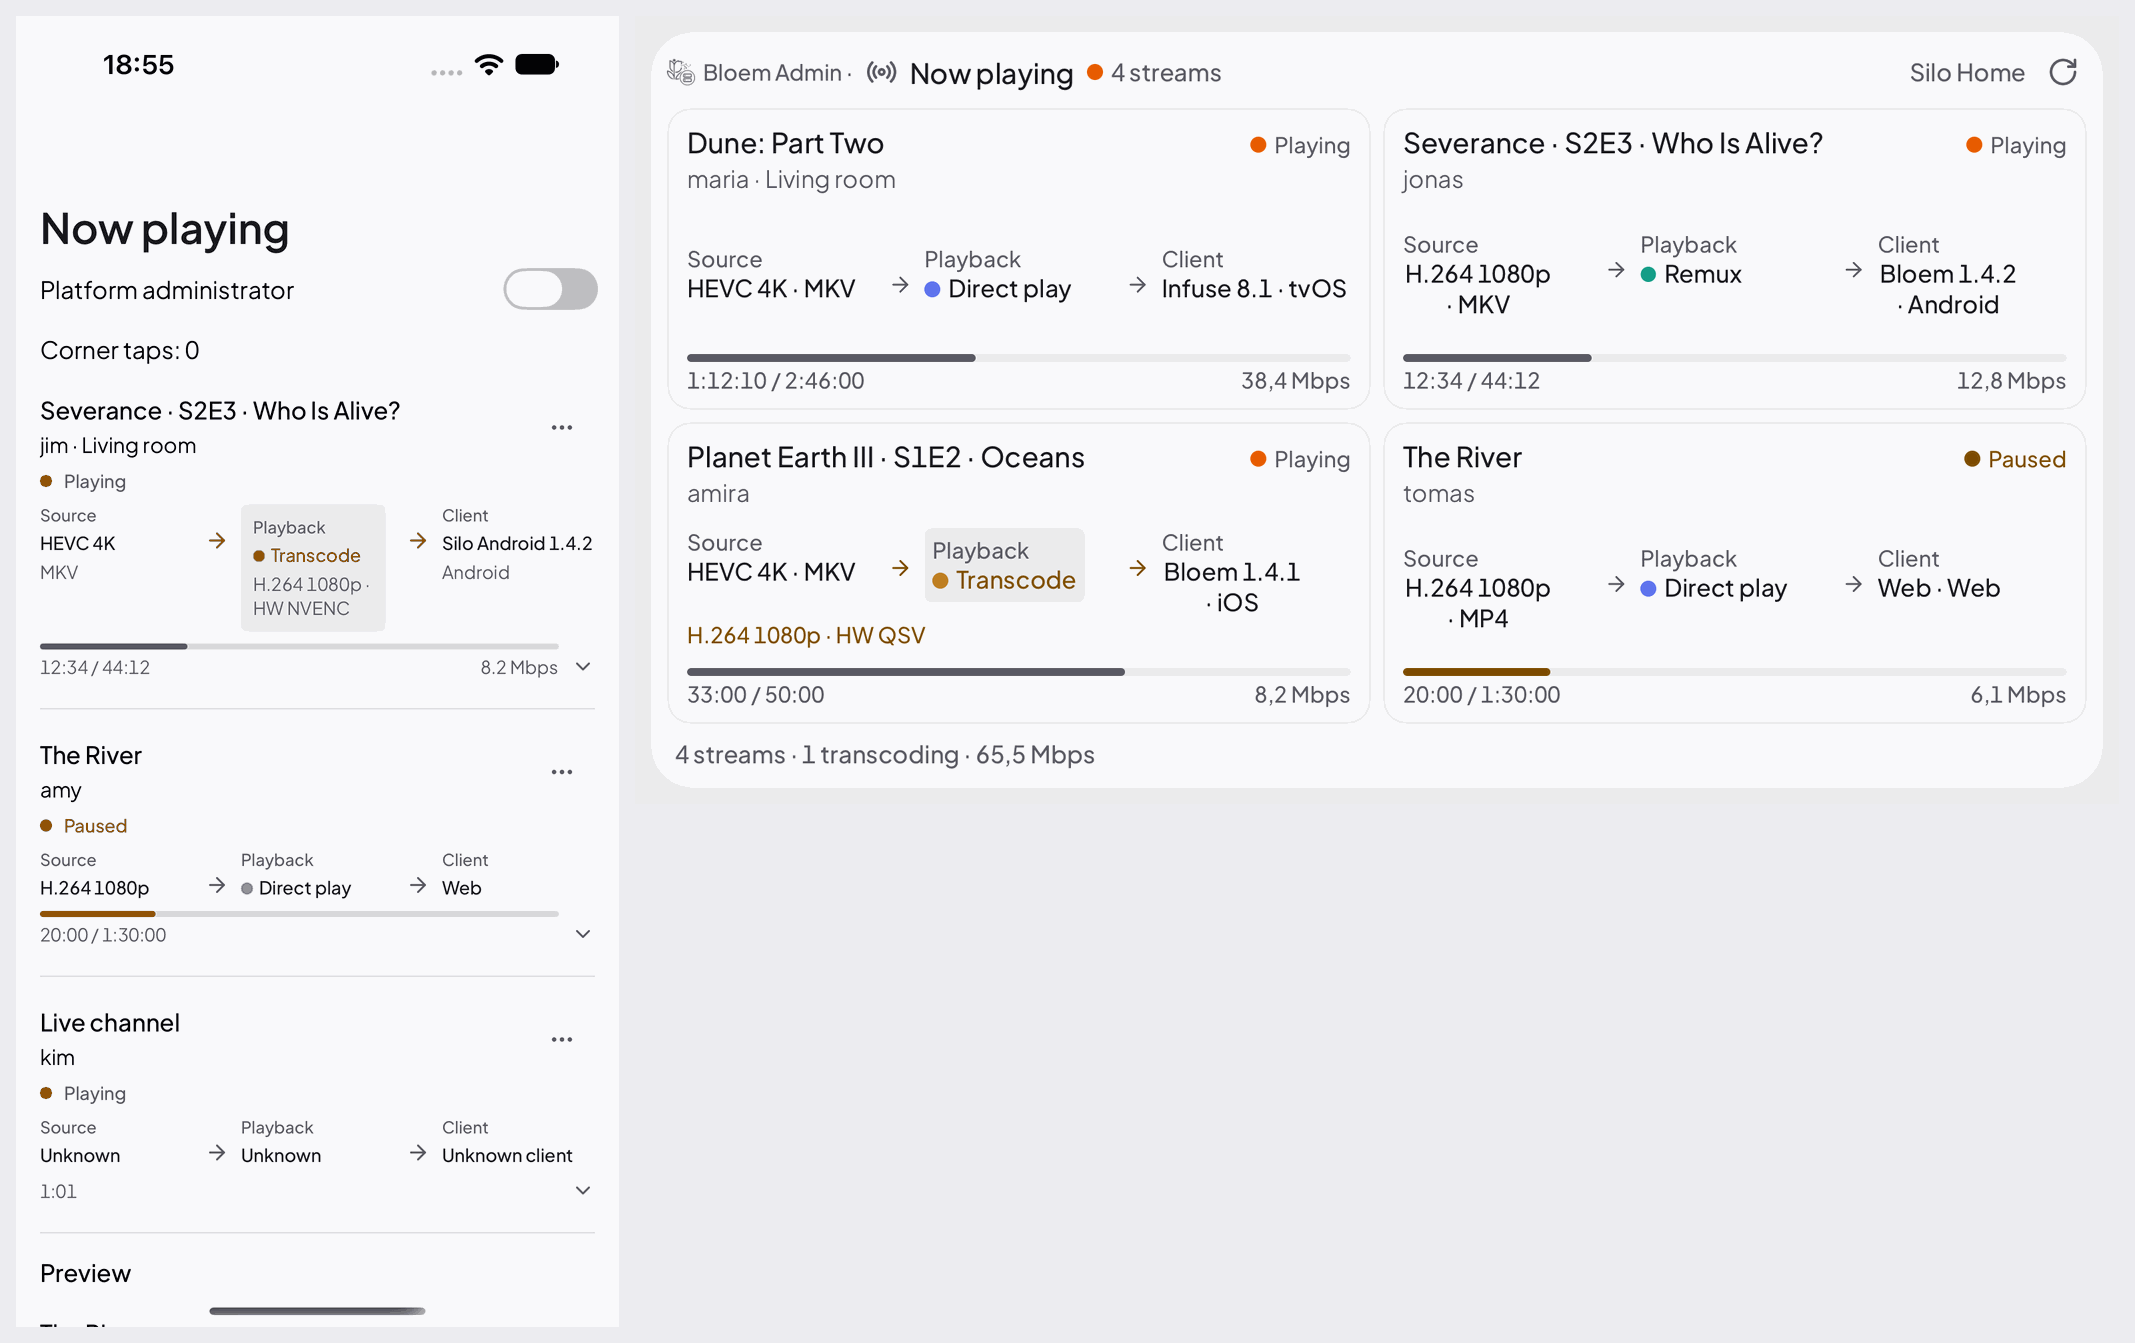 18:55
Now playing
Platform administrator
Corner taps: 0
Severance · S2E3 · Who Is Alive?
jim · Living room
Playing
Source
HEVC 4K
MKV
Playback
Transcode
H.264 1080p ·
HW NVENC
Client
Silo Android 1.4.2
Android
12:34 / 44:12
8.2 Mbps
The River
amy
Paused
Source
H.264 1080p
Playback
Direct play
Client
Web
20:00 / 1:30:00
Live channel
kim
Playing
Source
Unknown
Playback
Unknown
Client
Unknown client
1:01
Preview
Bloem Admin ·
Now playing
4 streams
Silo Home
Dune: Part Two
Playing
maria · Living room
Source
HEVC 4K · MKV
Playback
Direct play
Client
Infuse 8.1 · tvOS
1:12:10 / 2:46:00
38,4 Mbps
Severance · S2E3 · Who Is Alive?
Playing
jonas
Source
H.264 1080p
· MKV
Playback
Remux
Client
Bloem 1.4.2
· Android
12:34 / 44:12
12,8 Mbps
Planet Earth III · S1E2 · Oceans
Playing
amira
Source
HEVC 4K · MKV
Playback
Transcode
Client
Bloem 1.4.1
· iOS
H.264 1080p · HW QSV
33:00 / 50:00
8,2 Mbps
The River
Paused
tomas
Source
H.264 1080p
· MP4
Playback
Direct play
Client
Web · Web
20:00 / 1:30:00
6,1 Mbps
4 streams · 1 transcoding · 65,5 Mbps